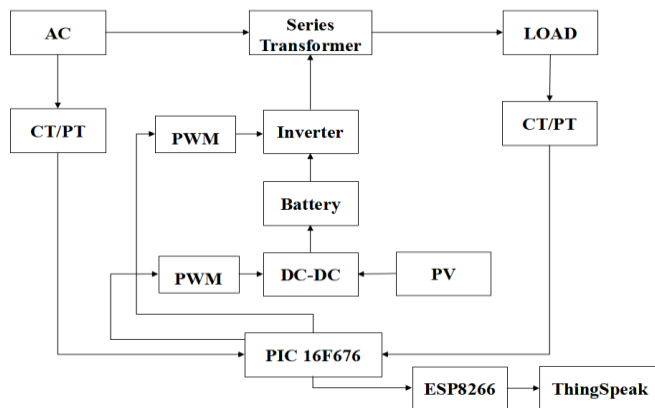 AC
Series
Transformer
LOAD
CT/PT
PWM
Inverter
CT/PT
Battery
PWM
DC-DC
PV
PIC 16F676
ESP8266
ThingSpeak